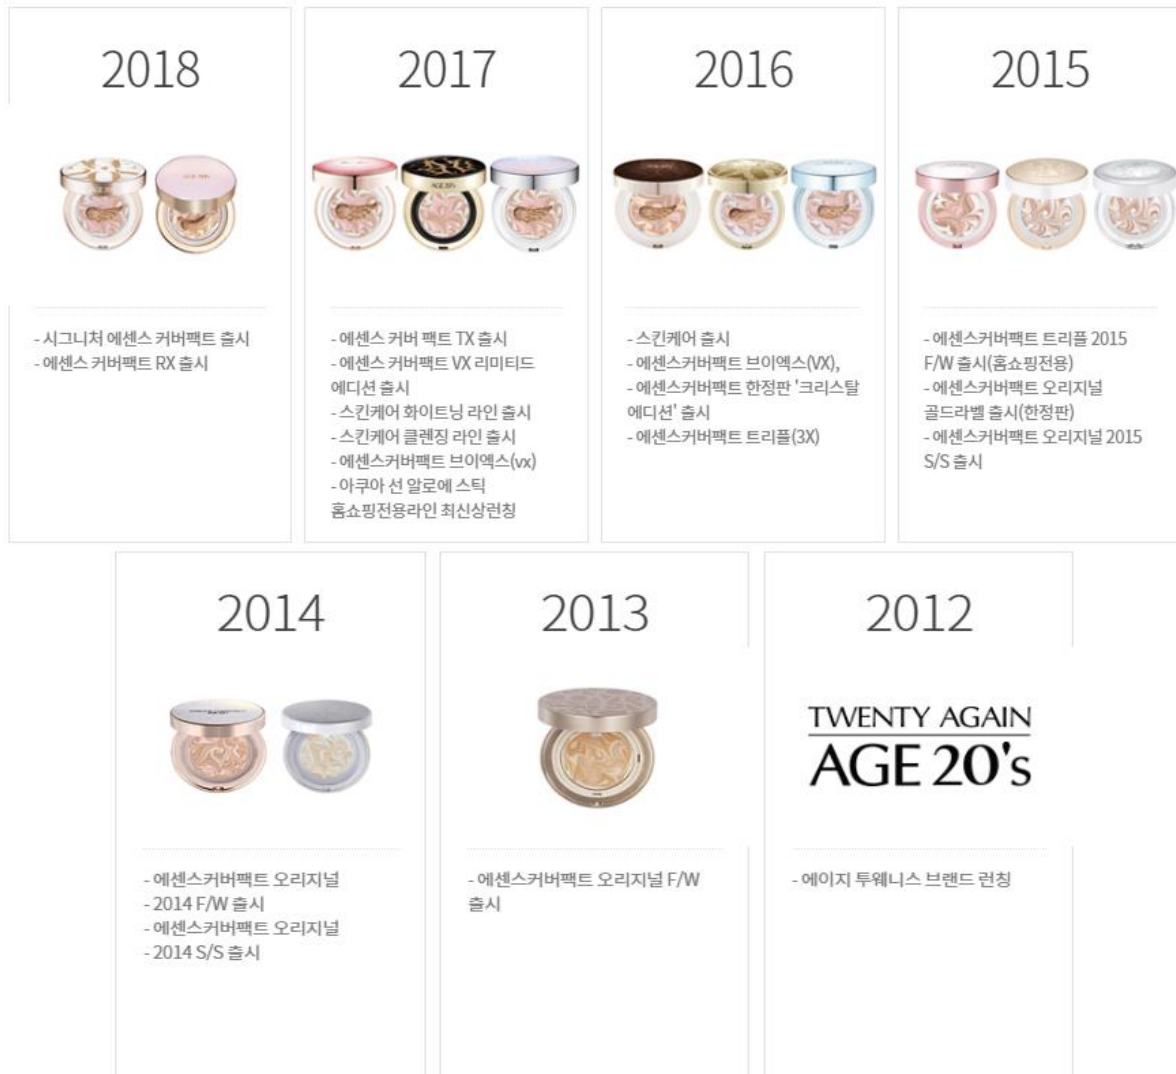 2018
- 시그니처 에센스 커버팩트 출시
- 에센스 커버팩트 RX 출시
2017
AGE 20's
- 에센스 커버 팩트 TX 출시
- 에센스 커버팩트 VX 리미티드
에디션 출시
- 스킨케어 화이트닝 라인 출시
- 스킨케어 클렌징 라인 출시
- 에센스커버팩트 브이엑스(vx)
- 아쿠아 선 알로에 스틱
홈쇼핑전용라인 최신상런칭
2016
- 스킨케어 출시
- 에센스커버팩트 브이엑스(VX),
- 에센스커버팩트 한정판 '크리스탈
에디션' 출시
- 에센스커버팩트 트리플(3X)
2015
- 에센스커버팩트 트리플 2015
F/W 출시(홈쇼핑전용)
- 에센스커버팩트 오리지널
골드라벨 출시(한정판)
- 에센스커버팩트 오리지널 2015
S/S 출시
2014
- 에센스커버팩트 오리지널
- 2014 F/W 출시
- 에센스커버팩트 오리지널
- 2014 S/S 출시
2013
- 에센스커버팩트 오리지널 F/W
출시
2012
TWENTY AGAIN
AGE 20's
- 에이지 투웨니스 브랜드 런칭